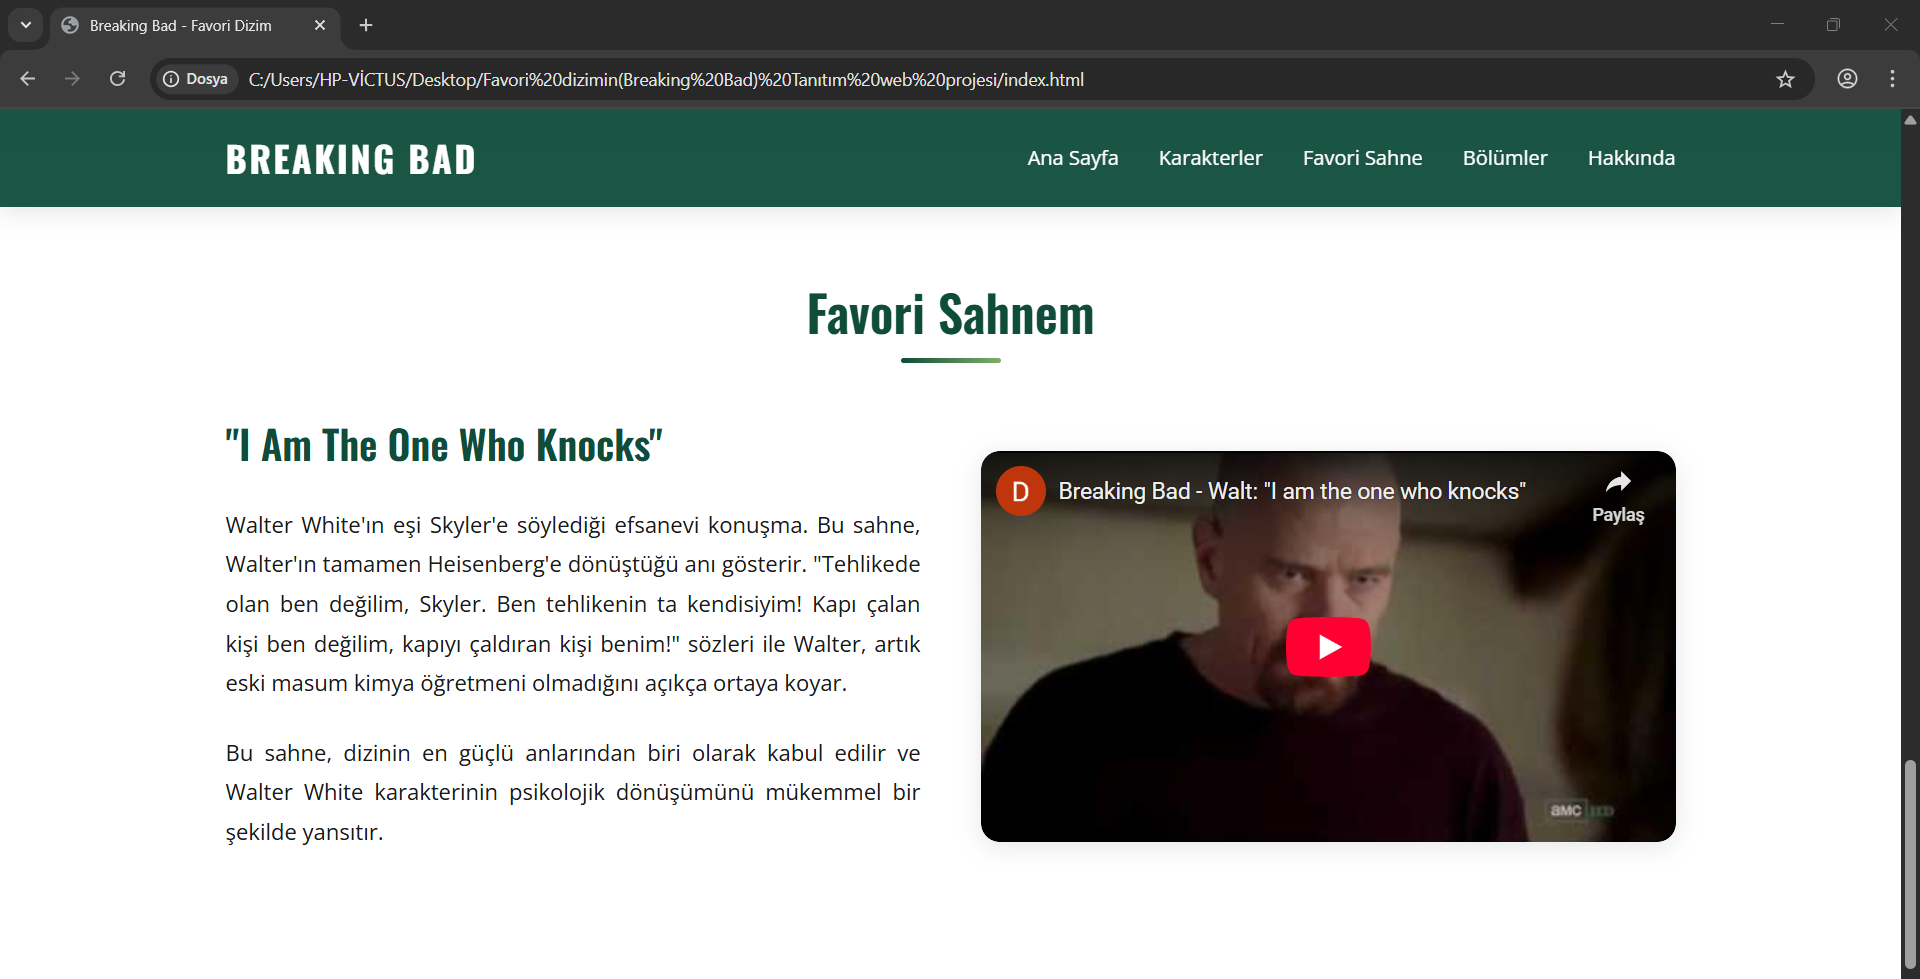 Breaking Bad - Favori Dizim
Dosya
C:/Users/HP-VİCTUS/Desktop/Favori%20dizimin(Breaking%20Bad)%20Tanıtım%20web%20projesi/index.html
BREAKING BAD
Ana Sayfa
Karakterler
Favori Sahne
Bölümler
Hakkında
Favori Sahnem
"I Am The One Who Knocks"
Walter White'ın eşi Skyler'e söylediği efsanevi konuşma. Bu sahne,
Walter'ın tamamen Heisenberg'e dönüştüğü anı gösterir. "Tehlikede
olan ben değilim, Skyler. Ben tehlikenin ta kendisiyim! Kapı çalan
kişi ben değilim, kapıyı çaldıran kişi benim!" sözleri ile Walter, artık
eski masum kimya öğretmeni olmadığını açıkça ortaya koyar.
Bu sahne, dizinin en güçlü anlarından biri olarak kabul edilir ve
Walter White karakterinin psikolojik dönüşümünü mükemmel bir
şekilde yansıtır.
D
Breaking Bad - Walt: "I am the one who knocks"
Paylaş
aMC HD